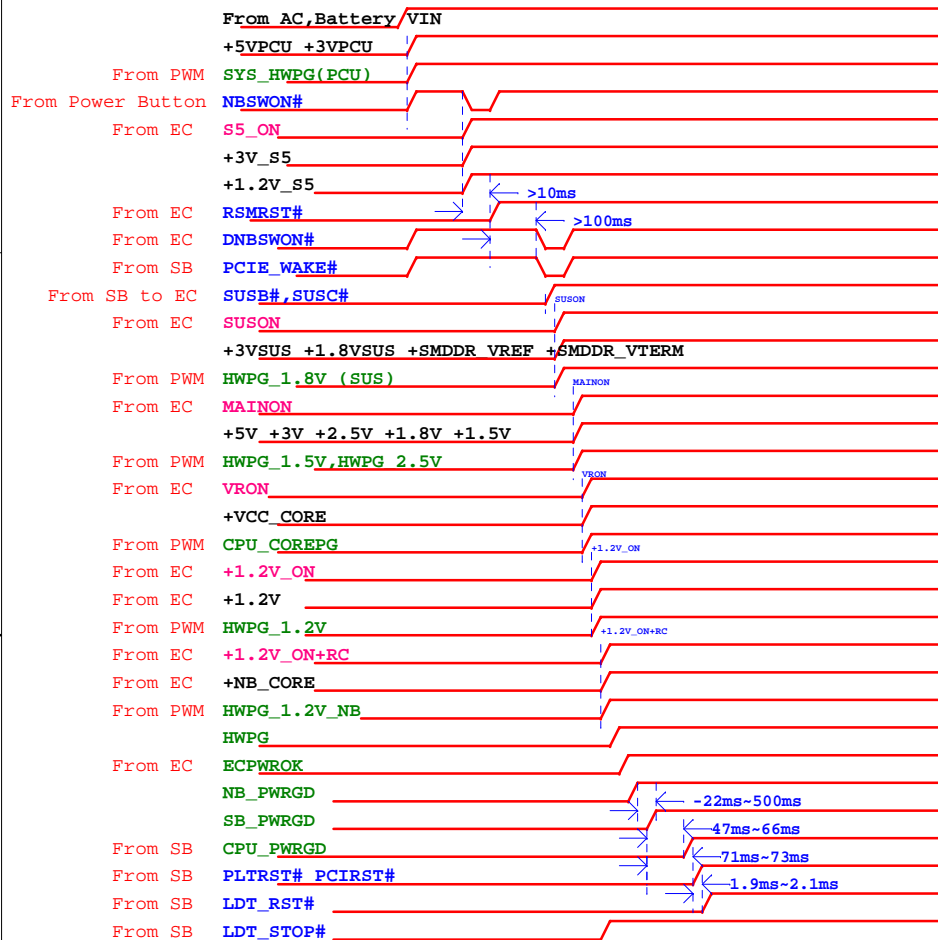 From AC,Battery VIN
+5VPCU +3VPCU
From PWM SYS_HWPG(PCU)
From Power Button NBSWON#
From EC S5_ON
+3V_S5
+1.2V_S5
>10ms
From EC RSMRST#
>100ms
From EC DNBSWON#
From SB PCIE_WAKE#
From SB to EC SUSB#,SUSC#
SUSON
From EC SUSON
+3VSUS +1.8VSUS +SMDDR_VREF +SMDDR_VTERM
From PWM HWPG_1.8V (SUS)
MAINON
From EC MAINON
+5V +3V +2.5V +1.8V +1.5V
From PWM HWPG_1.5V,HWPG_2.5V
VRON
From EC VRON
+VCC_CORE
From PWM CPU_COREPG
+1.2V_ON
From EC +1.2V_ON
From EC +1.2V
From PWM HWPG_1.2V
+1.2V_ON+RC
From EC +1.2V_ON+RC
From EC +NB_CORE
From PWM HWPG_1.2V_NB
HWPG
From EC ECPWROK
NB_PWRGD
-22ms~500ms
SB_PWRGD
47ms~66ms
From SB CPU_PWRGD
71ms~73ms
From SB PLTRST# PCIRST#
1.9ms~2.1ms
From SB LDT_RST#
From SB LDT_STOP#